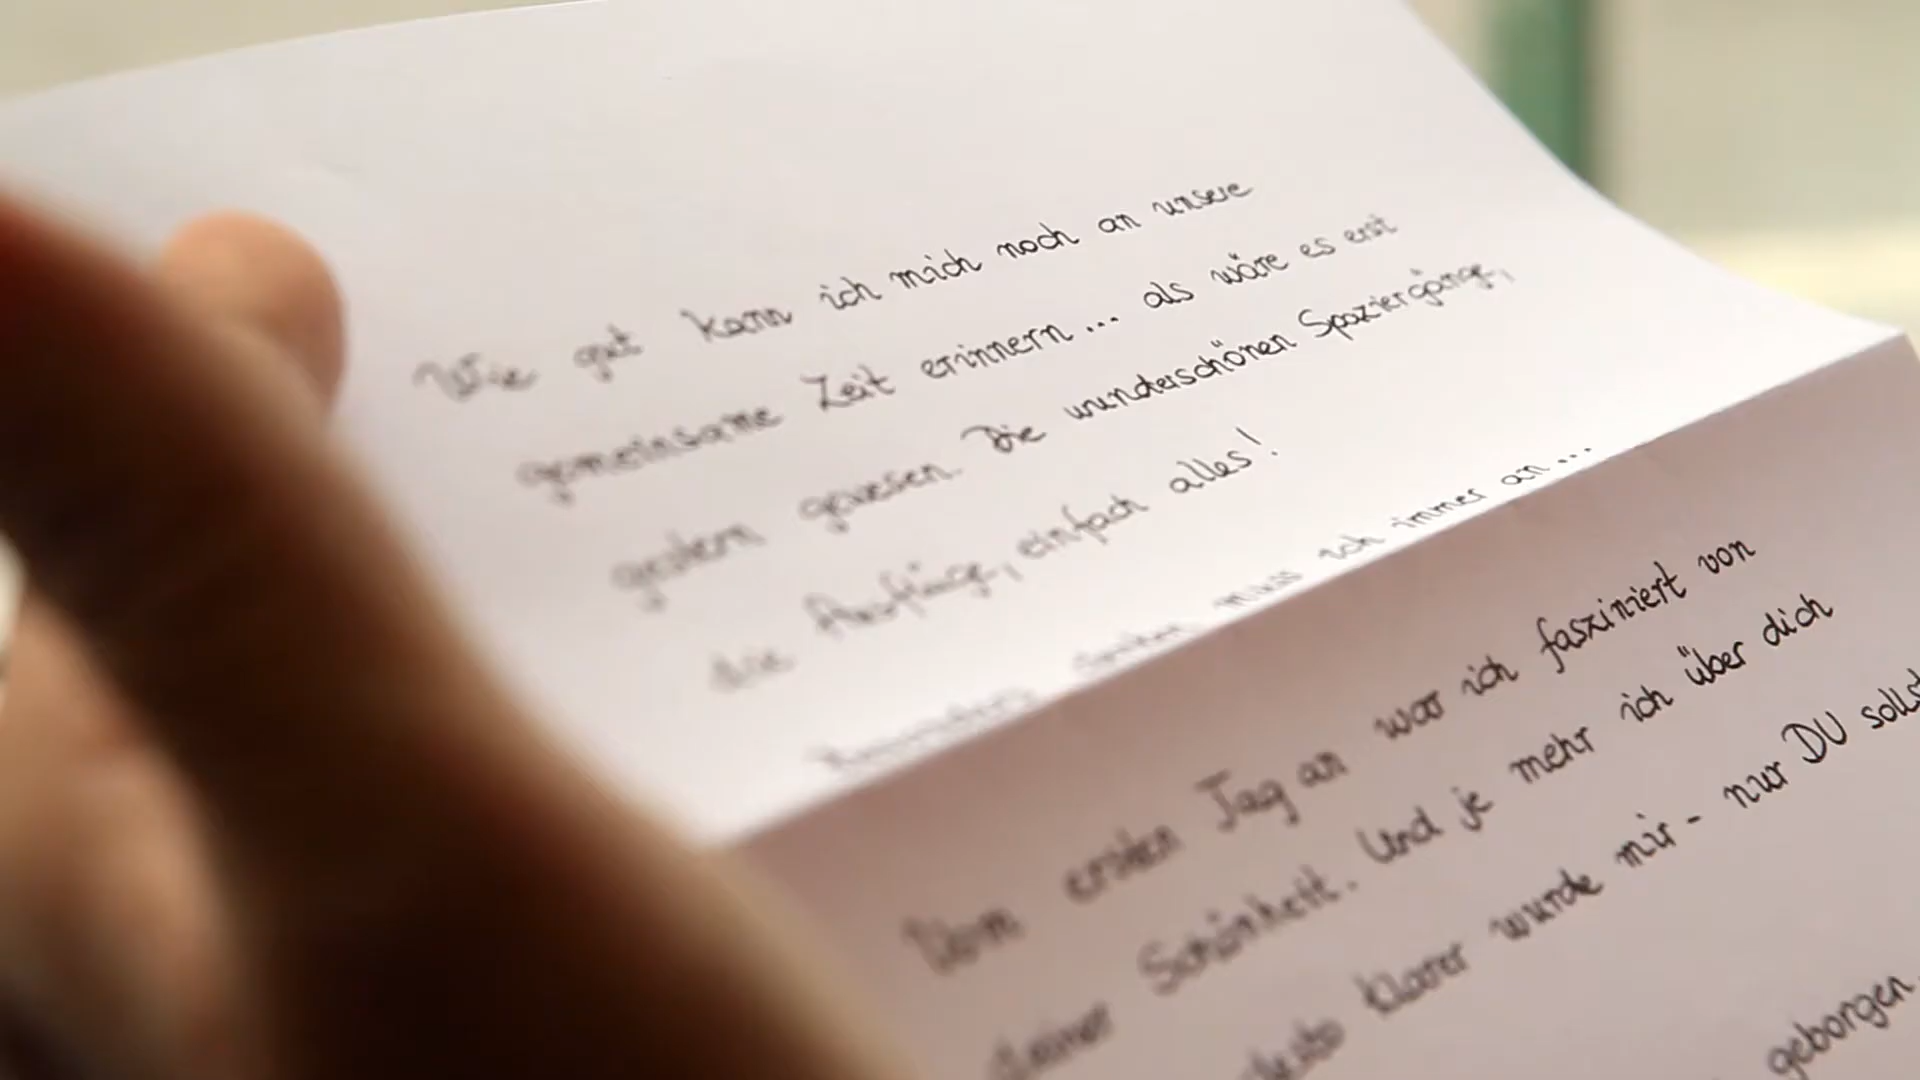 Wie gut kann ich mich noch an unsere
gemeinsame Zeit erinnern... als wäre es erst
gestern gewesen. Die wunderschönen Spaziergänge,
die Ausflüge, einfach alles!
muss ich immer an...
Vom ersten Tag an war ich fasziniert von
deiner Schönheit. Und je mehr ich über dich
desto klarer wurde mir - nur DU sollst
geborgen